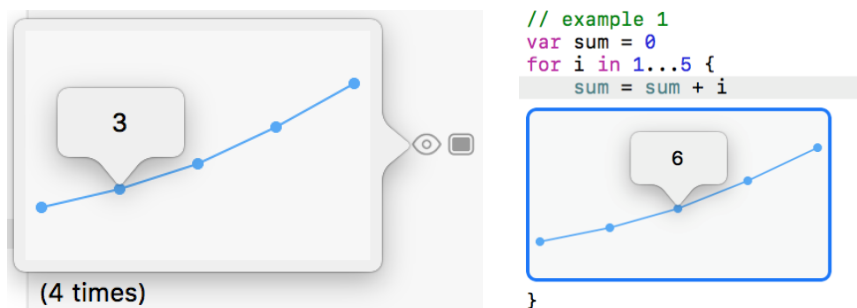 3
(4 times)
// example 1
var sum = 0
for i in 1...5 {
    sum = sum + i
6
}